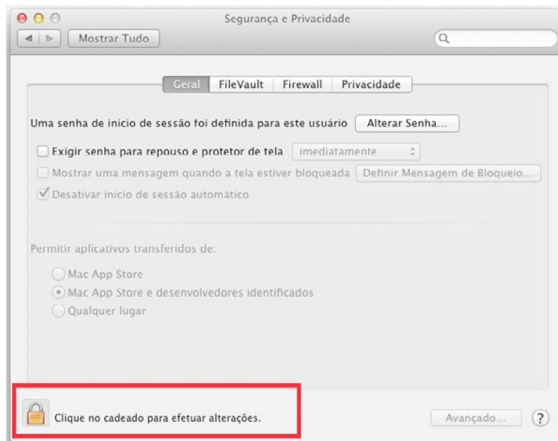 Segurança e Privacidade
Mostrar Tudo
Geral FileVault Firewall Privacidade
Uma senha de inicio de sessão foi definida para este usuário Alterar Senha...
Exigir senha para repouso e protetor de tela imediatamente
Mostrar uma mensagem quando a tela estiver bloqueada Definir Mensagem de Bloqueio...
Desativar inicio de sessão automático
Permitir aplicativos transferidos de:
Mac App Store
Mac App Store e desenvolvedores identificados
Qualquer lugar
Clique no cadeado para efetuar alterações.
Avançado... ?